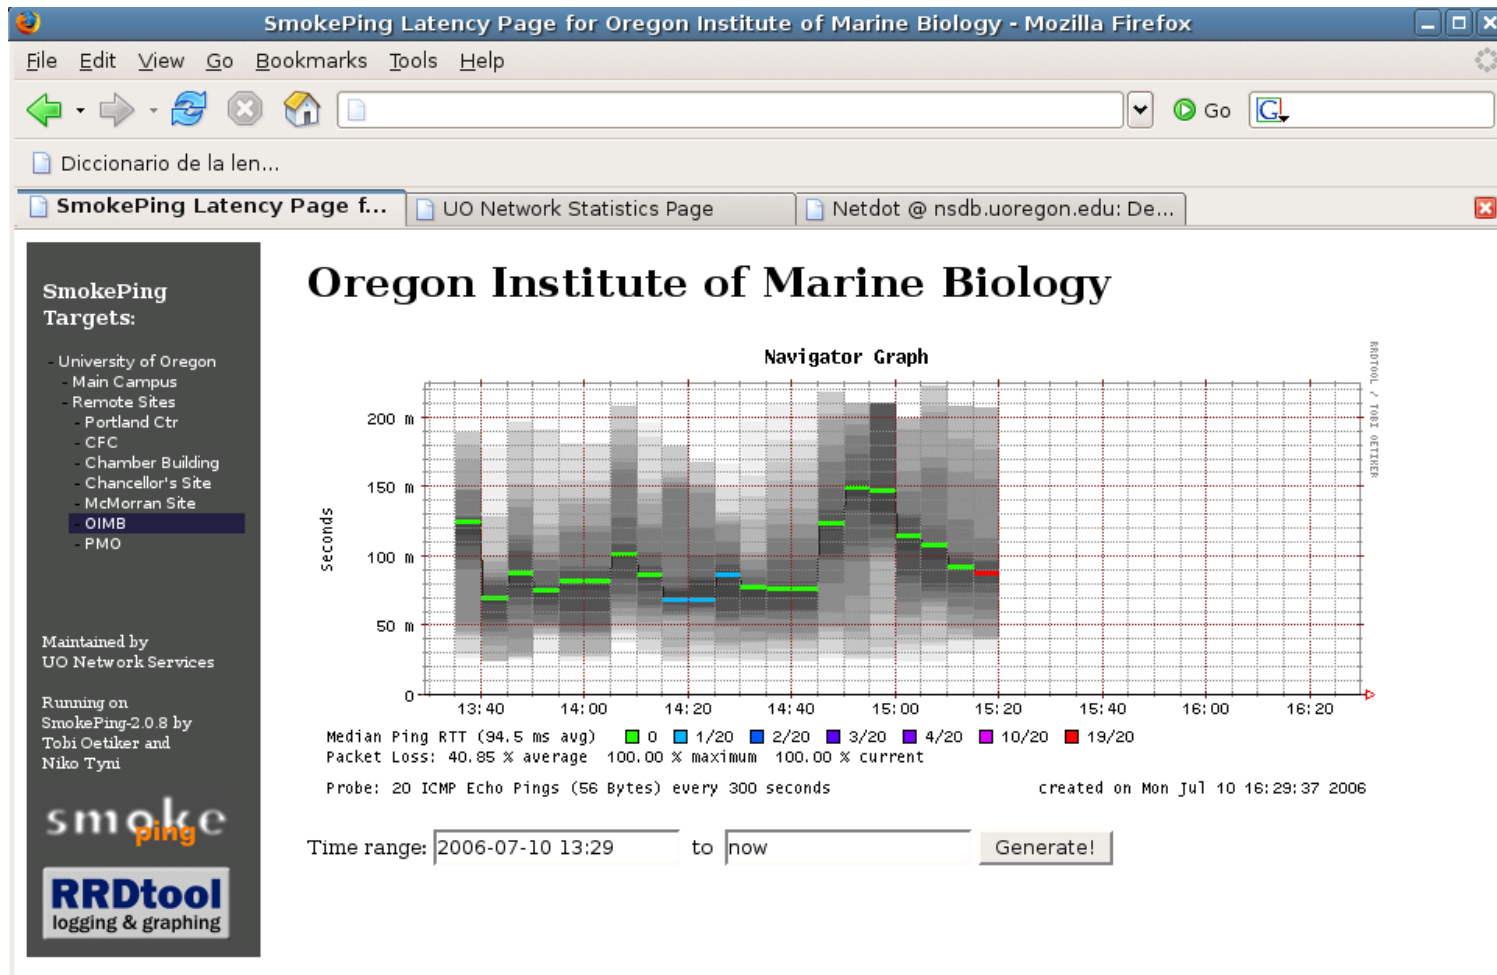 SmokePing Latency Page for Oregon Institute of Marine Biology - Mozilla Firefox
File Edit View Go Bookmarks Tools Help
Go
G
Diccionario de la len...
SmokePing Latency Page f...
UO Network Statistics Page
Netdot @ nsdb.uoregon.edu: De...
SmokePing
Targets:
- University of Oregon
- Main Campus
- Remote Sites
- Portland Ctr
- CFC
- Chamber Building
- Chancellor's Site
- McMorran Site
- OIMB
- PMO
Maintained by
UO Network Services
Running on
SmokePing-2.0.8 by
Tobi Oetiker and
Niko Tyni
smoke
ping
RRDtool
logging & graphing
Oregon Institute of Marine Biology
Navigator Graph
RRDTOOL / TOBI OETIKER
Seconds
200 m
150 m
100 m
50 m
0
13:40 14:00 14:20 14:40 15:00 15:20 15:40 16:00 16:20
Median Ping RTT (94.5 ms avg) 0 1/20 2/20 3/20 4/20 10/20 19/20
Packet Loss: 40.85 % average 100.00 % maximum 100.00 % current
Probe: 20 ICMP Echo Pings (56 Bytes) every 300 seconds created on Mon Jul 10 16:29:37 2006
Time range: 2006-07-10 13:29 to now Generate!